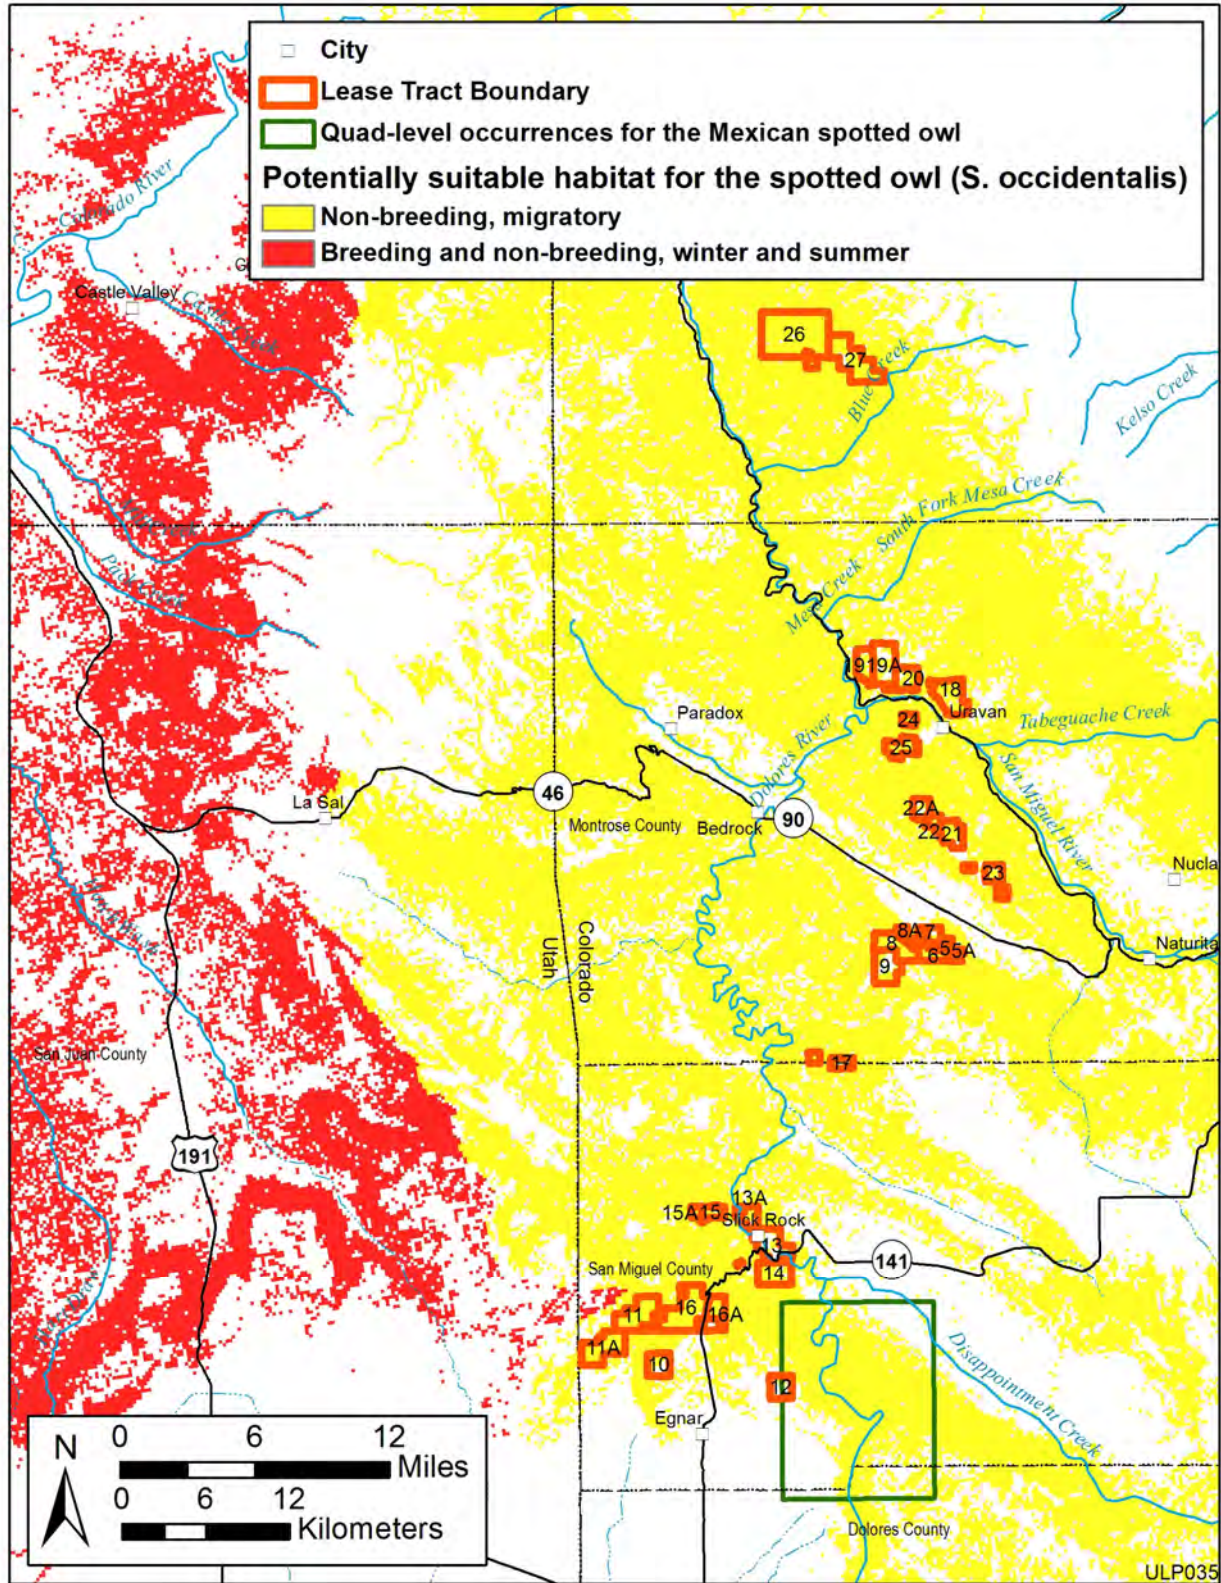 City
Lease Tract Boundary
Quad-level occurrences for the Mexican spotted owl
Potentially suitable habitat for the spotted owl (S. occidentalis)
Non-breeding, migratory
Breeding and non-breeding, winter and summer
Colorado River
Castle Valley
Castle Creek
26
27
Blue Creek
Kelso Creek
South Fork Mesa Creek
Mesa Creek
Pack Creek
19A
20
18
Uravan
Paradox
24
Tabeguache Creek
25
Dolores River
San Miguel River
46
La Sal
Montrose County
Bedrock
90
22A
22
21
23
Nucla
8A
7
8
6
5
5A
9
Naturita
Utah
Colorado
San Juan County
17
191
13A
15A
15
Slick Rock
13
141
San Miguel County
14
11
16
16A
11A
10
12
Egnar
Disappointment Creek
Dolores County
N
0 6 12
Miles
0 6 12
Kilometers
ULP035